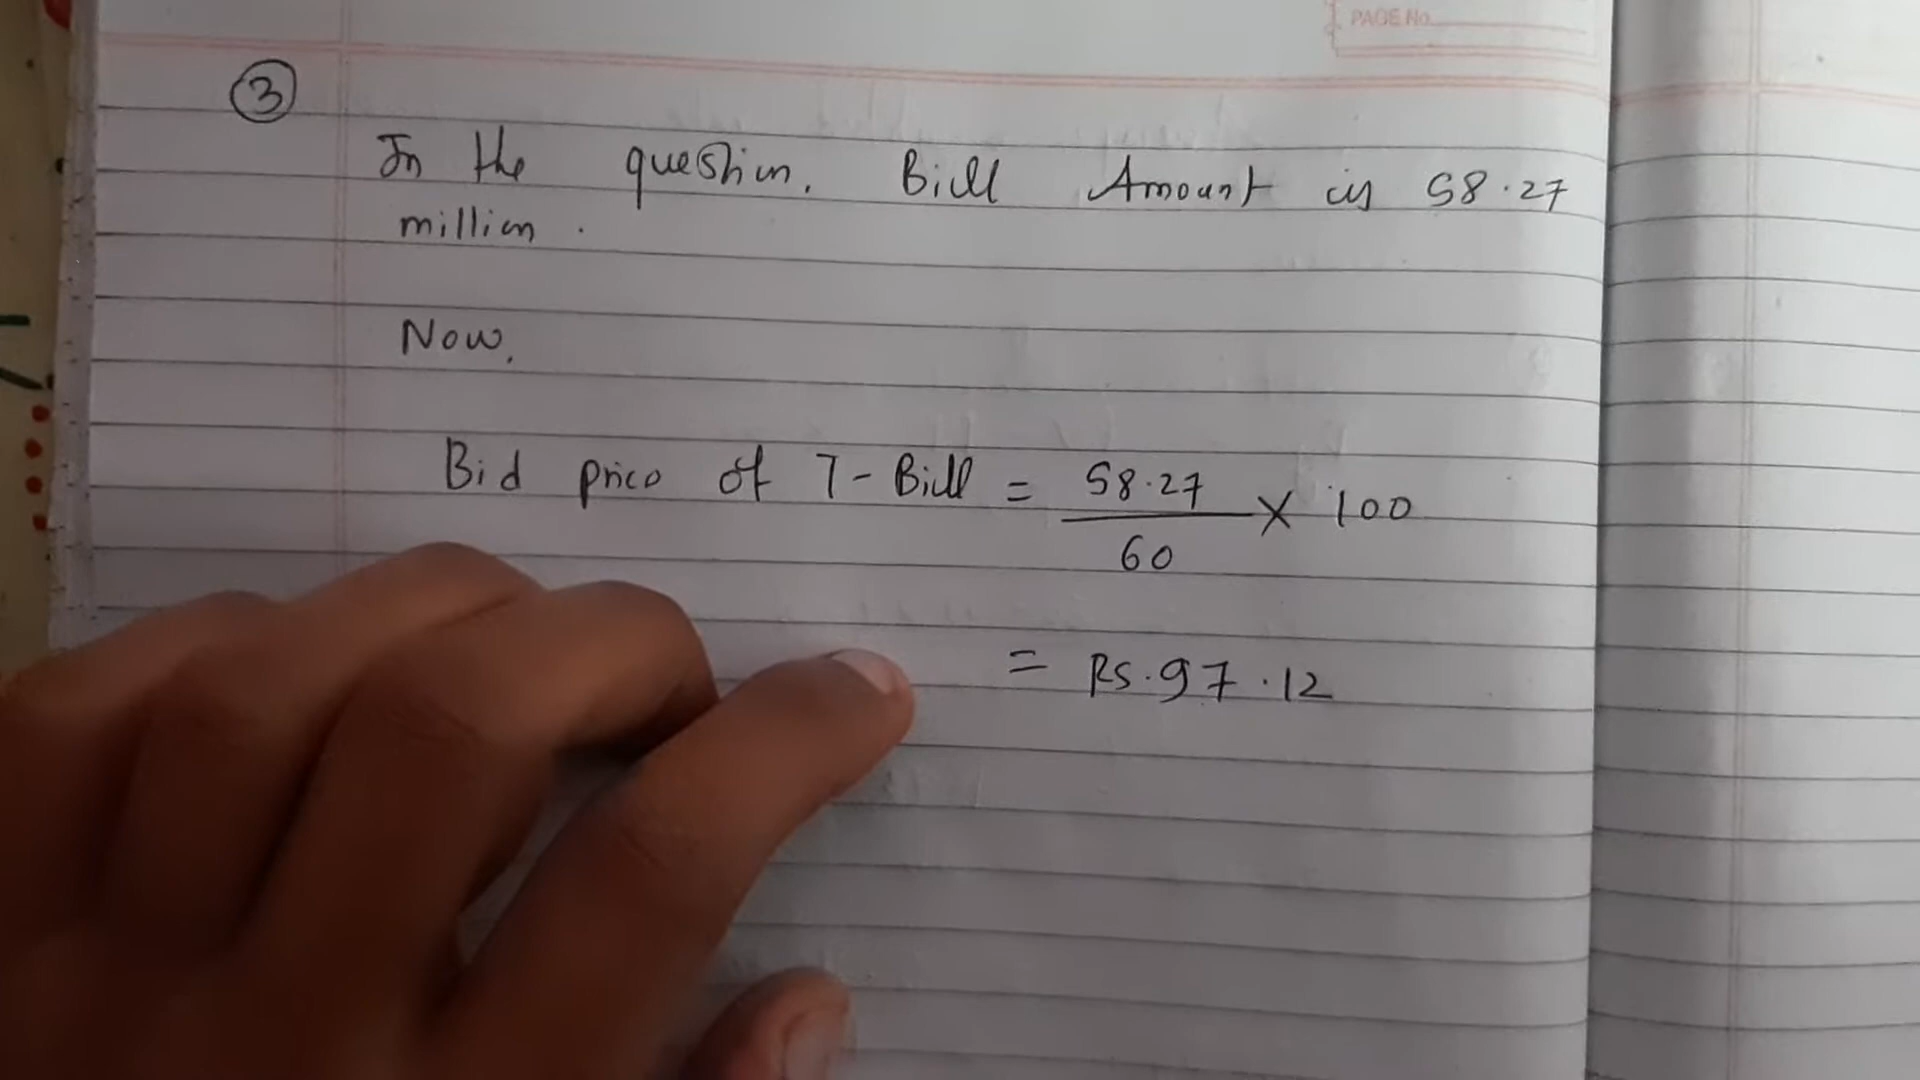 PAGE No.
3
In the question, Bill Amount is 58.27
million.
Now,
Bid price of T-Bill = 58.27 / 60 × 100
= Rs.97.12